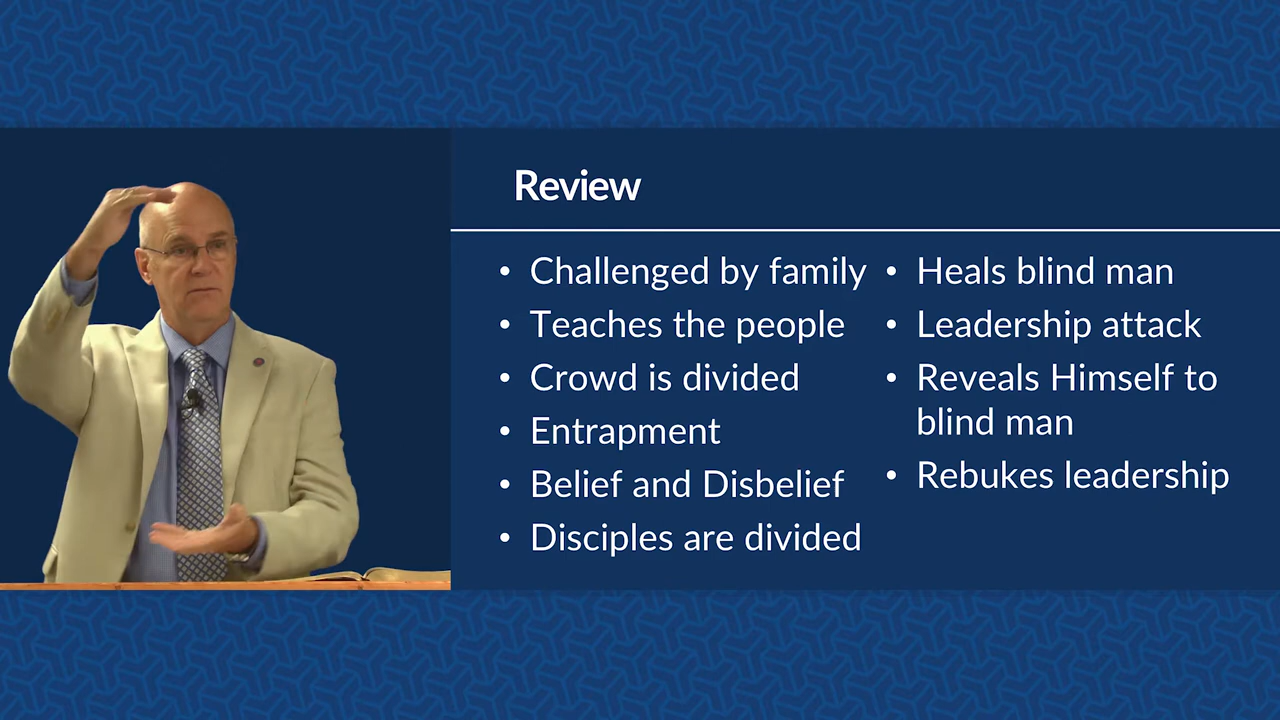 Review
• Challenged by family
• Teaches the people
• Crowd is divided
• Entrapment
• Belief and Disbelief
• Disciples are divided
• Heals blind man
• Leadership attack
• Reveals Himself to
blind man
• Rebukes leadership